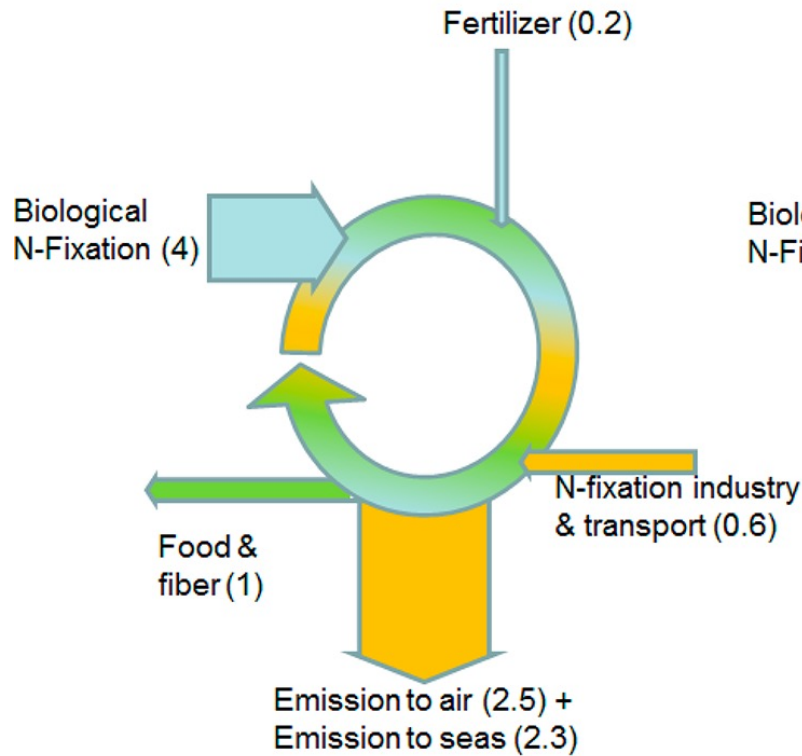 Fertilizer (0.2)
Biological
N-Fixation (4)
N-fixation industry
& transport (0.6)
Food &
fiber (1)
Emission to air (2.5) +
Emission to seas (2.3)